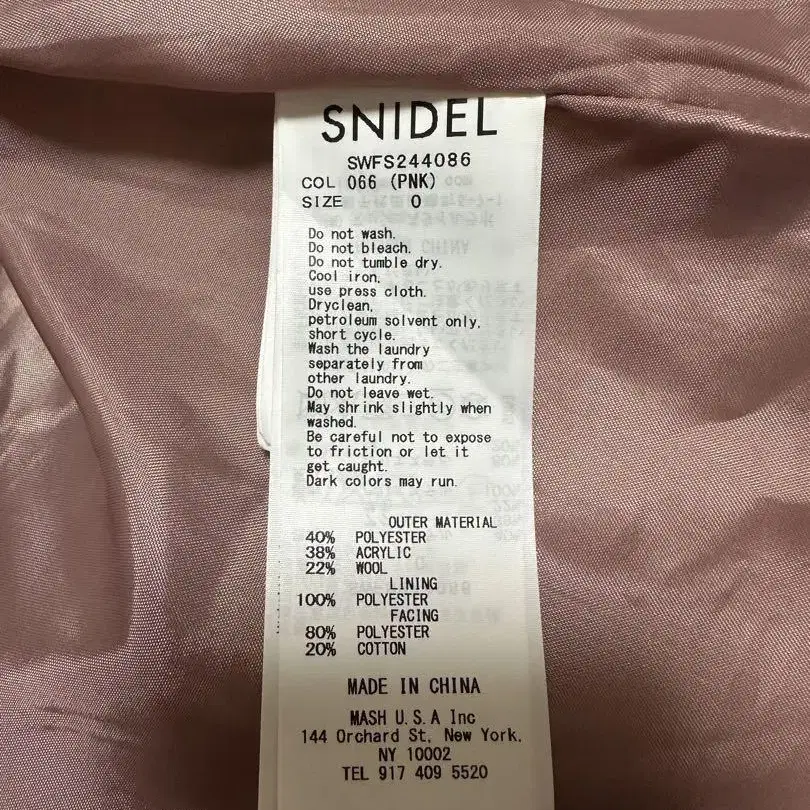 SNIDEL
SWFS244086
COL 066 (PNK)
SIZE 0
Do not wash.
Do not bleach.
Do not tumble dry.
Cool iron,
use press cloth.
Dryclean,
petroleum solvent only,
short cycle.
Wash the laundry
separately from
other laundry.
Do not leave wet.
May shrink slightly when
washed.
Be careful not to expose
to friction or let it
get caught.
Dark colors may run.
OUTER MATERIAL
40% POLYESTER
38% ACRYLIC
22% WOOL
LINING
100% POLYESTER
FACING
80% POLYESTER
20% COTTON
MADE IN CHINA
MASH U.S.A Inc
144 Orchard St, New York,
NY 10002
TEL 917 409 5520